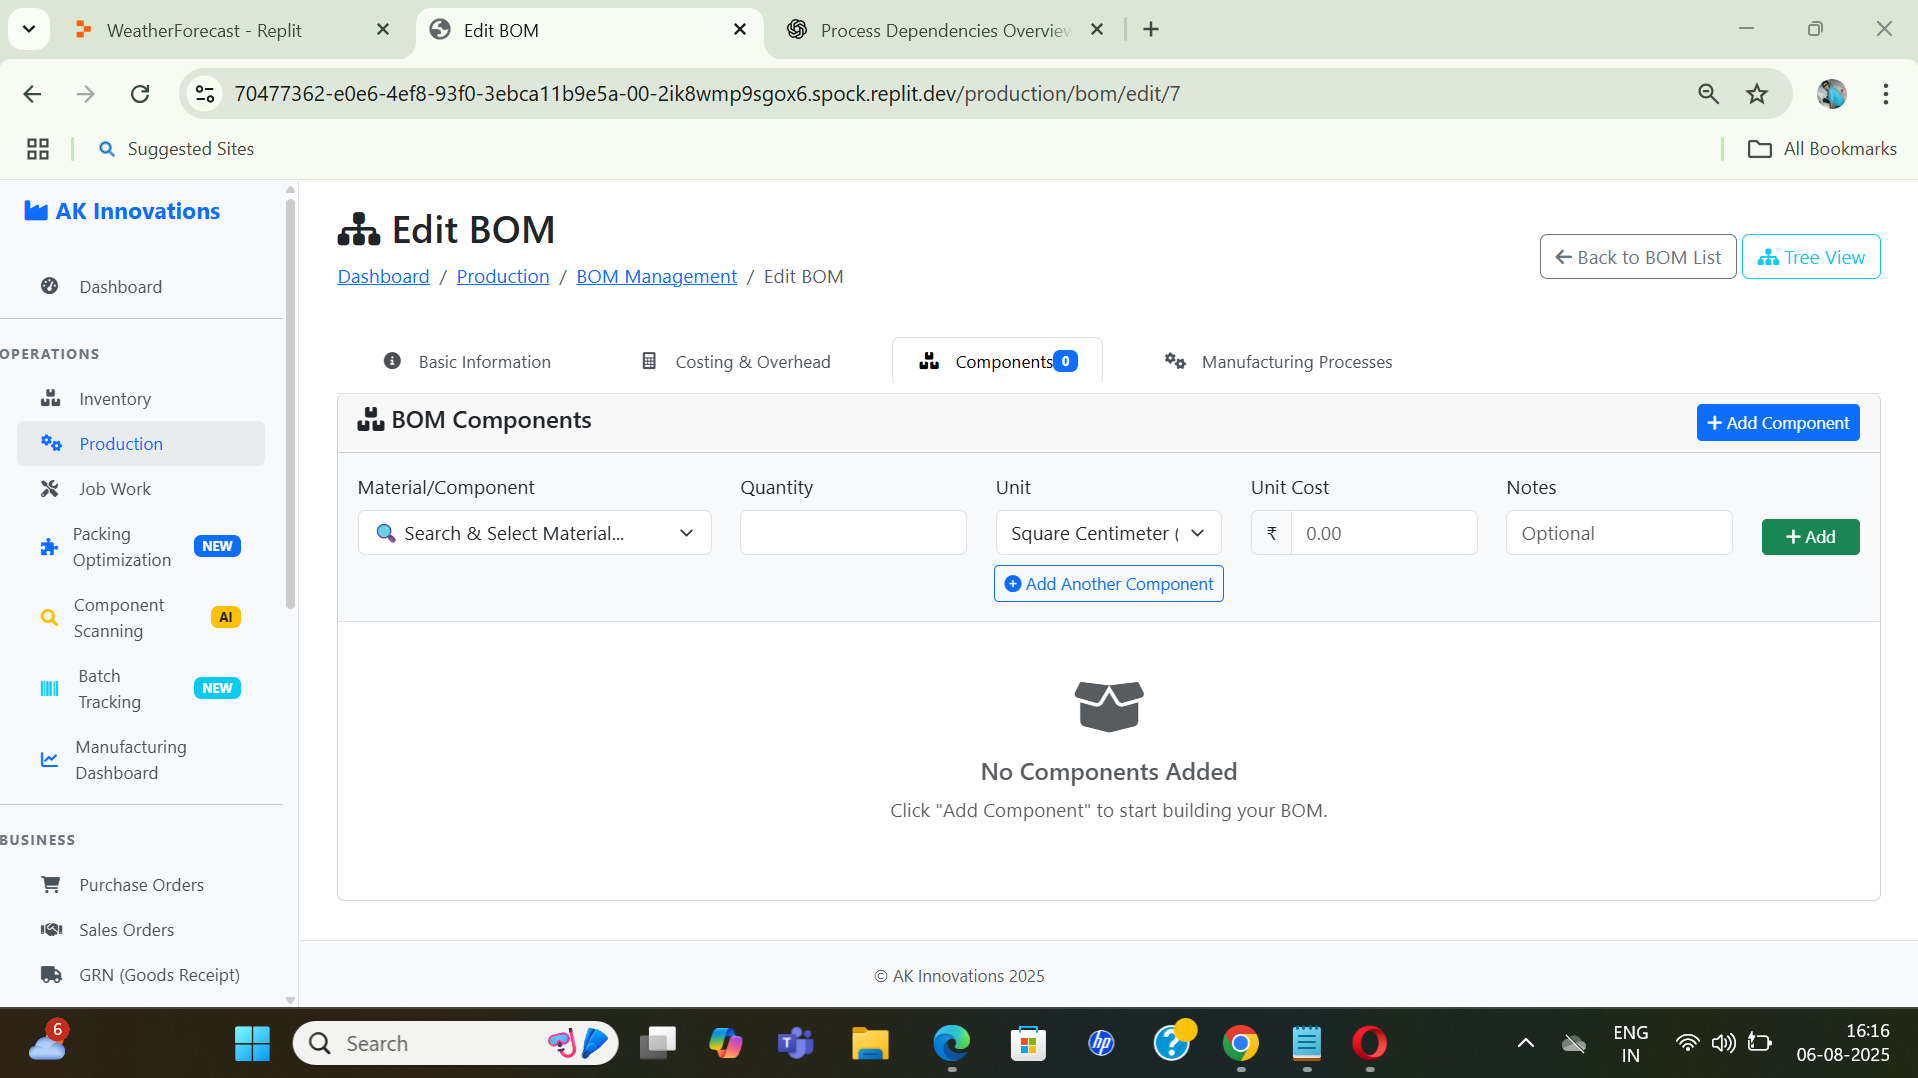 WeatherForecast - Replit
Edit BOM
Process Dependencies Overview
70477362-e0e6-4ef8-93f0-3ebca11b9e5a-00-2ik8wmp9sgox6.spock.replit.dev/production/bom/edit/7
Suggested Sites
All Bookmarks
AK Innovations
Dashboard
OPERATIONS
Inventory
Production
Job Work
Packing Optimization NEW
Component Scanning AI
Batch Tracking NEW
Manufacturing Dashboard
BUSINESS
Purchase Orders
Sales Orders
GRN (Goods Receipt)
Edit BOM
Dashboard / Production / BOM Management / Edit BOM
Back to BOM List
Tree View
Basic Information
Costing & Overhead
Components 0
Manufacturing Processes
BOM Components
+ Add Component
Material/Component
Quantity
Unit
Unit Cost
Notes
Search & Select Material...
Square Centimeter (
₹ 0.00
Optional
+ Add
Add Another Component
No Components Added
Click "Add Component" to start building your BOM.
© AK Innovations 2025
6
Search
hp
ENG
IN
16:16
06-08-2025